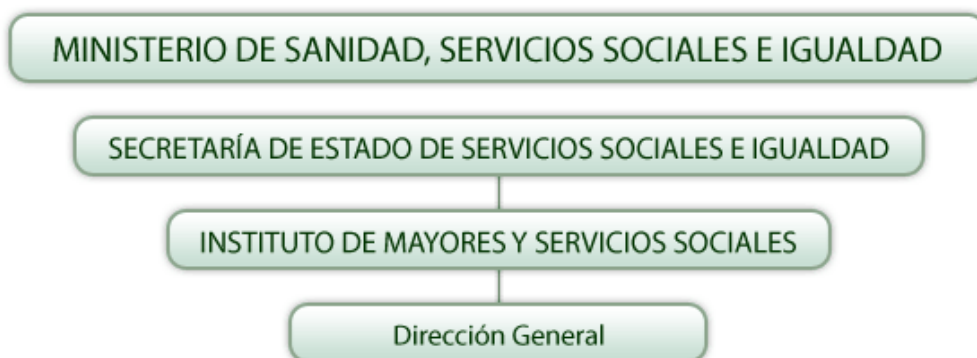 MINISTERIO DE SANIDAD, SERVICIOS SOCIALES E IGUALDAD
SECRETARÍA DE ESTADO DE SERVICIOS SOCIALES E IGUALDAD
INSTITUTO DE MAYORES Y SERVICIOS SOCIALES
Dirección General